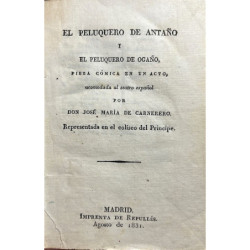 EL PELUQUERO DE ANTAÑO
Y
EL PELUQUERO DE OGAÑO,
PIEZA CÓMICA EN UN ACTO,
acomodada al teatro español
POR
DON JOSÉ MARÍA DE CARNERERO.
Representada en el coliseo del Príncipe.
MADRID.
IMPRENTA DE REPULLÉS.
Agosto de 1831.